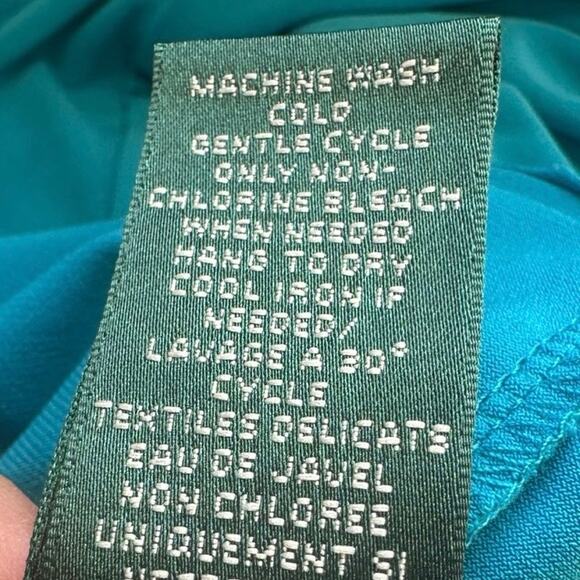 MACHINE WASH
COLD
GENTLE CYCLE
ONLY NON-
CHLORINE BLEACH
WHEN NEEDED
HANG TO DRY
COOL IRON IF
NEEDED/
LAVAGE A 30°
CYCLE
TEXTILES DELICATS
EAU DE JAVEL
NON CHLOREE
UNIQUEMENT SI